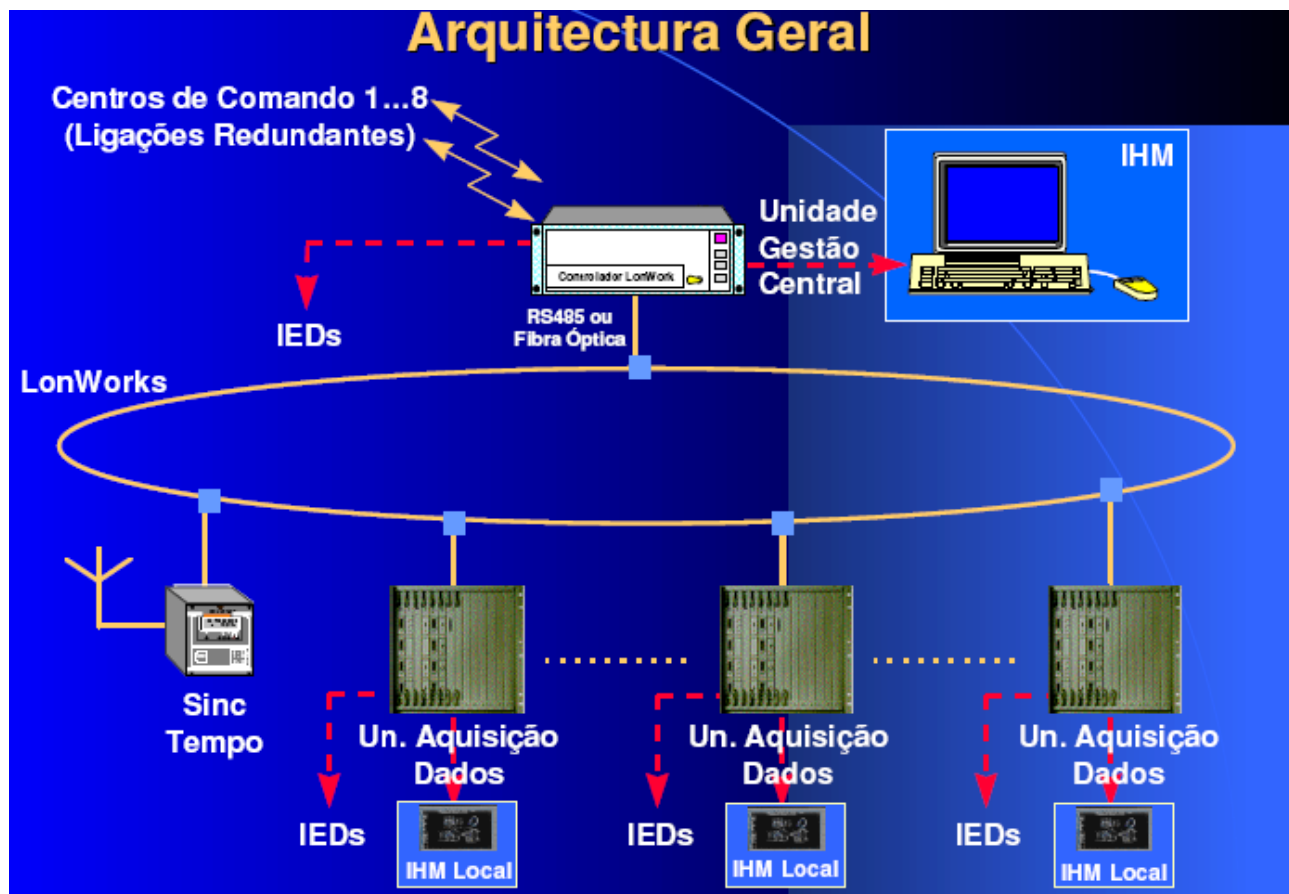 Arquitectura Geral
Centros de Comando 1...8
(Ligações Redundantes)
IHM
Unidade
Gestão
Central
Controlador LonWork
IEDs
RS485 ou
Fibra Óptica
LonWorks
Sinc
Tempo
Un. Aquisição
Dados
Un. Aquisição
Dados
Un. Aquisição
Dados
IEDs
IHM Local
IEDs
IHM Local
IEDs
IHM Local